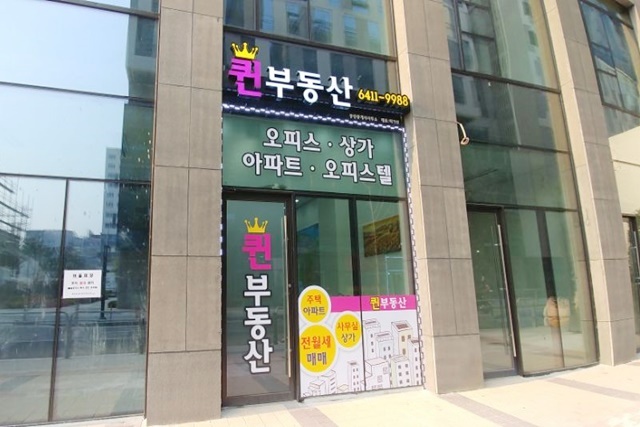 퀸부동산 6411-9988
오피스·상가
아파트·오피스텔
퀸부동산
주택
아파트
전월세
매매
사무실
상가
퀸부동산